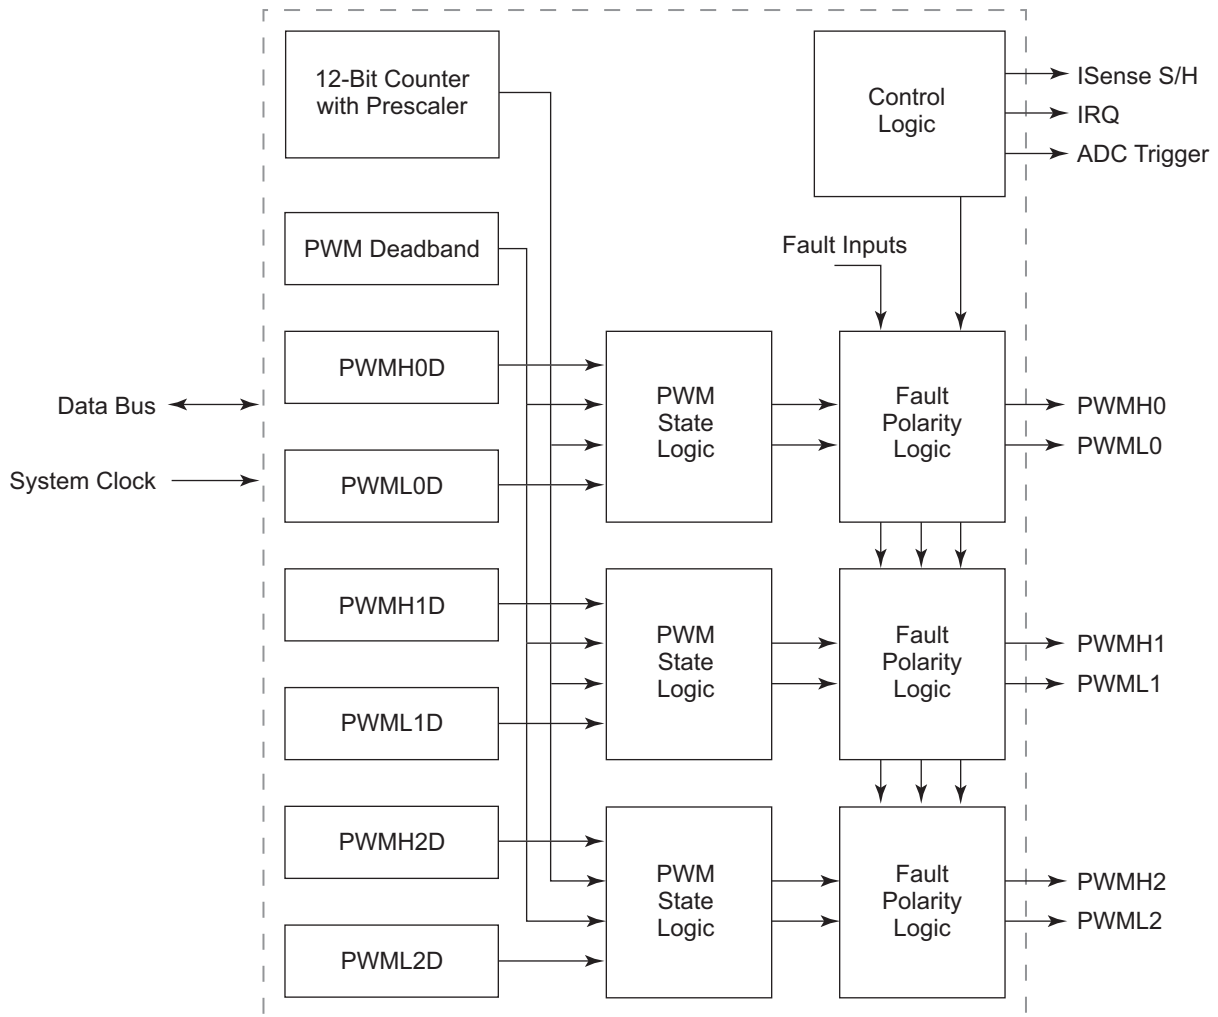 12-Bit Counter
with Prescaler
Control
Logic
ISense S/H
IRQ
ADC Trigger
PWM Deadband
Fault Inputs
PWMH0D
PWML0D
PWM
State
Logic
Fault
Polarity
Logic
Data Bus
System Clock
PWMH0
PWML0
PWMH1D
PWML1D
PWM
State
Logic
Fault
Polarity
Logic
PWMH1
PWML1
PWMH2D
PWML2D
PWM
State
Logic
Fault
Polarity
Logic
PWMH2
PWML2